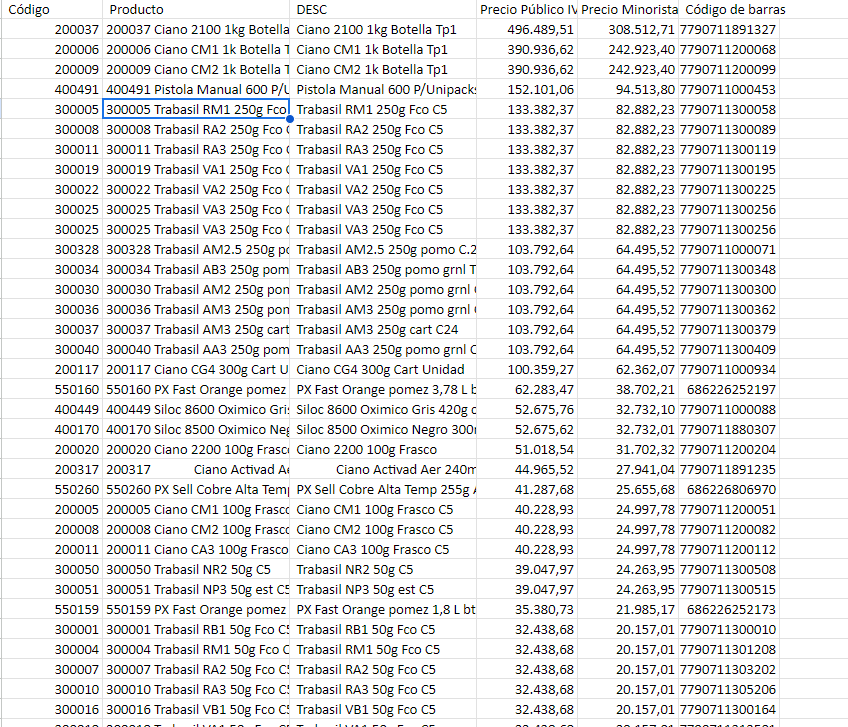 Código Producto DESC Precio Público IV Precio Minorista Código de barras
200037 200037 Ciano 2100 1kg Botella Ciano 2100 1kg Botella Tp1 496.489,51 308.512,71 7790711891327
200006 200006 Ciano CM1 1k Botella T Ciano CM1 1k Botella Tp1 390.936,62 242.923,40 7790711200068
200009 200009 Ciano CM2 1k Botella T Ciano CM2 1k Botella Tp1 390.936,62 242.923,40 7790711200099
400491 400491 Pistola Manual 600 P/U Pistola Manual 600 P/Unipacks 152.101,06 94.513,80 7790711000453
300005 300005 Trabasil RM1 250g Fco Trabasil RM1 250g Fco C5 133.382,37 82.882,23 7790711300058
300008 300008 Trabasil RA2 250g Fco C Trabasil RA2 250g Fco C5 133.382,37 82.882,23 7790711300089
300011 300011 Trabasil RA3 250g Fco C Trabasil RA3 250g Fco C5 133.382,37 82.882,23 7790711300119
300019 300019 Trabasil VA1 250g Fco C Trabasil VA1 250g Fco C5 133.382,37 82.882,23 7790711300195
300022 300022 Trabasil VA2 250g Fco C Trabasil VA2 250g Fco C5 133.382,37 82.882,23 7790711300225
300025 300025 Trabasil VA3 250g Fco C Trabasil VA3 250g Fco C5 133.382,37 82.882,23 7790711300256
300025 300025 Trabasil VA3 250g Fco C Trabasil VA3 250g Fco C5 133.382,37 82.882,23 7790711300256
300328 300328 Trabasil AM2.5 250g po Trabasil AM2.5 250g pomo C.2 103.792,64 64.495,52 7790711000071
300034 300034 Trabasil AB3 250g pom Trabasil AB3 250g pomo grnl T 103.792,64 64.495,52 7790711300348
300030 300030 Trabasil AM2 250g pon Trabasil AM2 250g pomo grnl 103.792,64 64.495,52 7790711300300
300036 300036 Trabasil AM3 250g pon Trabasil AM3 250g pomo grnl 103.792,64 64.495,52 7790711300362
300037 300037 Trabasil AM3 250g cart Trabasil AM3 250g cart C24 103.792,64 64.495,52 7790711300379
300040 300040 Trabasil AA3 250g pom Trabasil AA3 250g pomo grnl C 103.792,64 64.495,52 7790711300409
200117 200117 Ciano CG4 300g Cart U Ciano CG4 300g Cart Unidad 100.359,27 62.362,07 7790711000934
550160 550160 PX Fast Orange pomez PX Fast Orange pomez 3,78 L b 62.283,47 38.702,21 686226252197
400449 400449 Siloc 8600 Oximico Gris Siloc 8600 Oximico Gris 420g c 52.675,76 32.732,10 7790711000088
400170 400170 Siloc 8500 Oximico Neg Siloc 8500 Oximico Negro 300 52.675,62 32.732,01 7790711880307
200020 200020 Ciano 2200 100g Frasc Ciano 2200 100g Frasco 51.018,54 31.702,32 7790711200204
200317 200317 Ciano Activad Ae Ciano Activad Aer 240m 44.965,52 27.941,04 7790711891235
550260 550260 PX Sell Cobre Alta Temp PX Sell Cobre Alta Temp 255g A 41.287,68 25.655,68 686226806970
200005 200005 Ciano CM1 100g Frasco Ciano CM1 100g Frasco C5 40.228,93 24.997,78 7790711200051
200008 200008 Ciano CM2 100g Frasco Ciano CM2 100g Frasco C5 40.228,93 24.997,78 7790711200082
200011 200011 Ciano CA3 100g Frasco Ciano CA3 100g Frasco C5 40.228,93 24.997,78 7790711200112
300050 300050 Trabasil NR2 50g C5 Trabasil NR2 50g C5 39.047,97 24.263,95 7790711300508
300051 300051 Trabasil NP3 50g est C5 Trabasil NP3 50g est C5 39.047,97 24.263,95 7790711300515
550159 550159 PX Fast Orange pomez PX Fast Orange pomez 1,8 L bt 35.380,73 21.985,17 686226252173
300001 300001 Trabasil RB1 50g Fco C5 Trabasil RB1 50g Fco C5 32.438,68 20.157,01 7790711300010
300004 300004 Trabasil RM1 50g Fco C Trabasil RM1 50g Fco C5 32.438,68 20.157,01 7790711301208
300007 300007 Trabasil RA2 50g Fco C5 Trabasil RA2 50g Fco C5 32.438,68 20.157,01 7790711303202
300010 300010 Trabasil RA3 50g Fco C5 Trabasil RA3 50g Fco C5 32.438,68 20.157,01 7790711305206
300016 300016 Trabasil VB1 50g Fco C5 Trabasil VB1 50g Fco C5 32.438,68 20.157,01 7790711300164